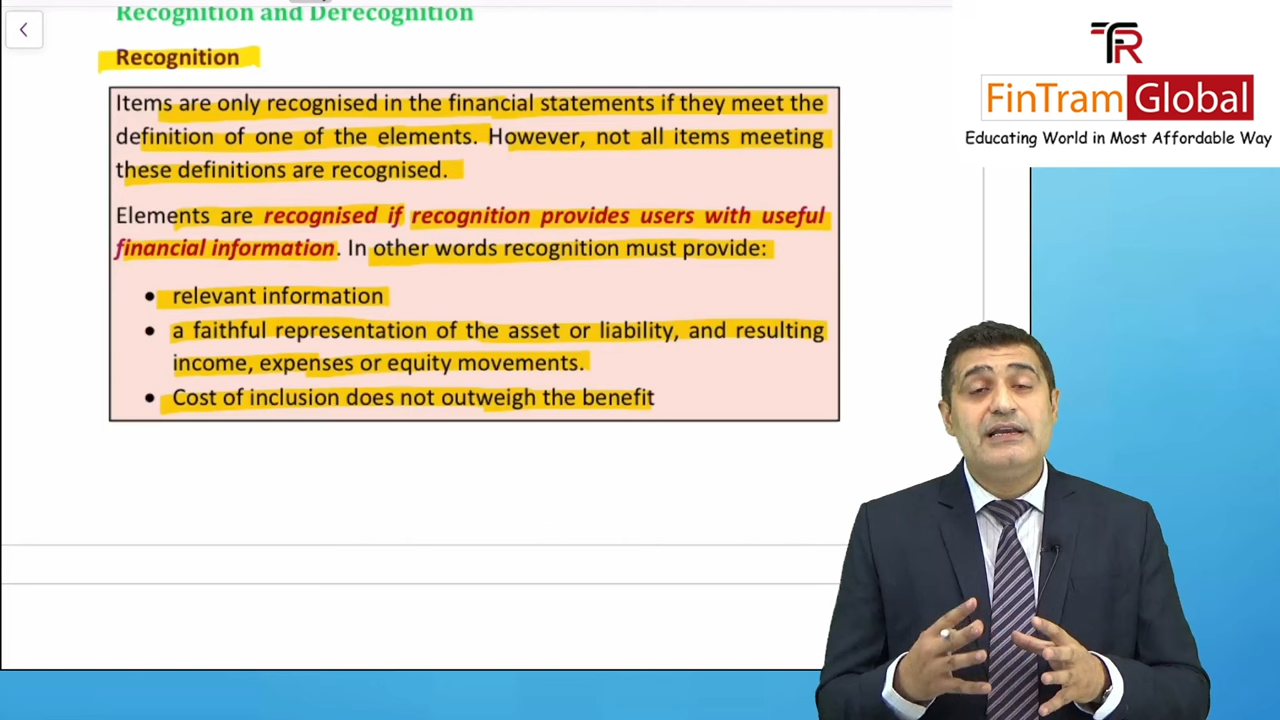 Recognition and Derecognition
Recognition
Items are only recognised in the financial statements if they meet the
definition of one of the elements. However, not all items meeting
these definitions are recognised.
Elements are recognised if recognition provides users with useful
financial information. In other words recognition must provide:
• relevant information
• a faithful representation of the asset or liability, and resulting
income, expenses or equity movements.
• Cost of inclusion does not outweigh the benefit
FR
FinTram Global
Educating World in Most Affordable Way